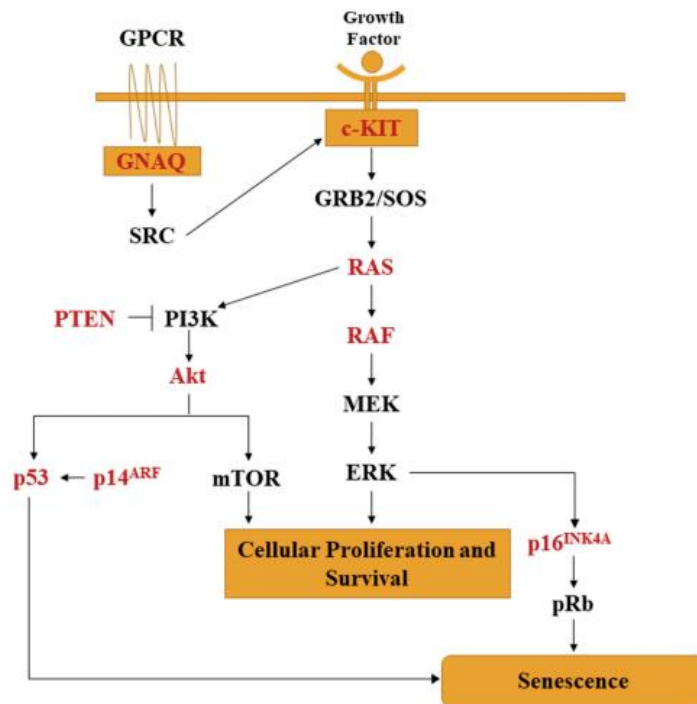 Growth
Factor
GPCR
c-KIT
GNAQ
GRB2/SOS
SRC
RAS
PTEN
PI3K
RAF
Akt
MEK
p53
p14ARF
mTOR
ERK
Cellular Proliferation and
Survival
p16INK4A
pRb
Senescence